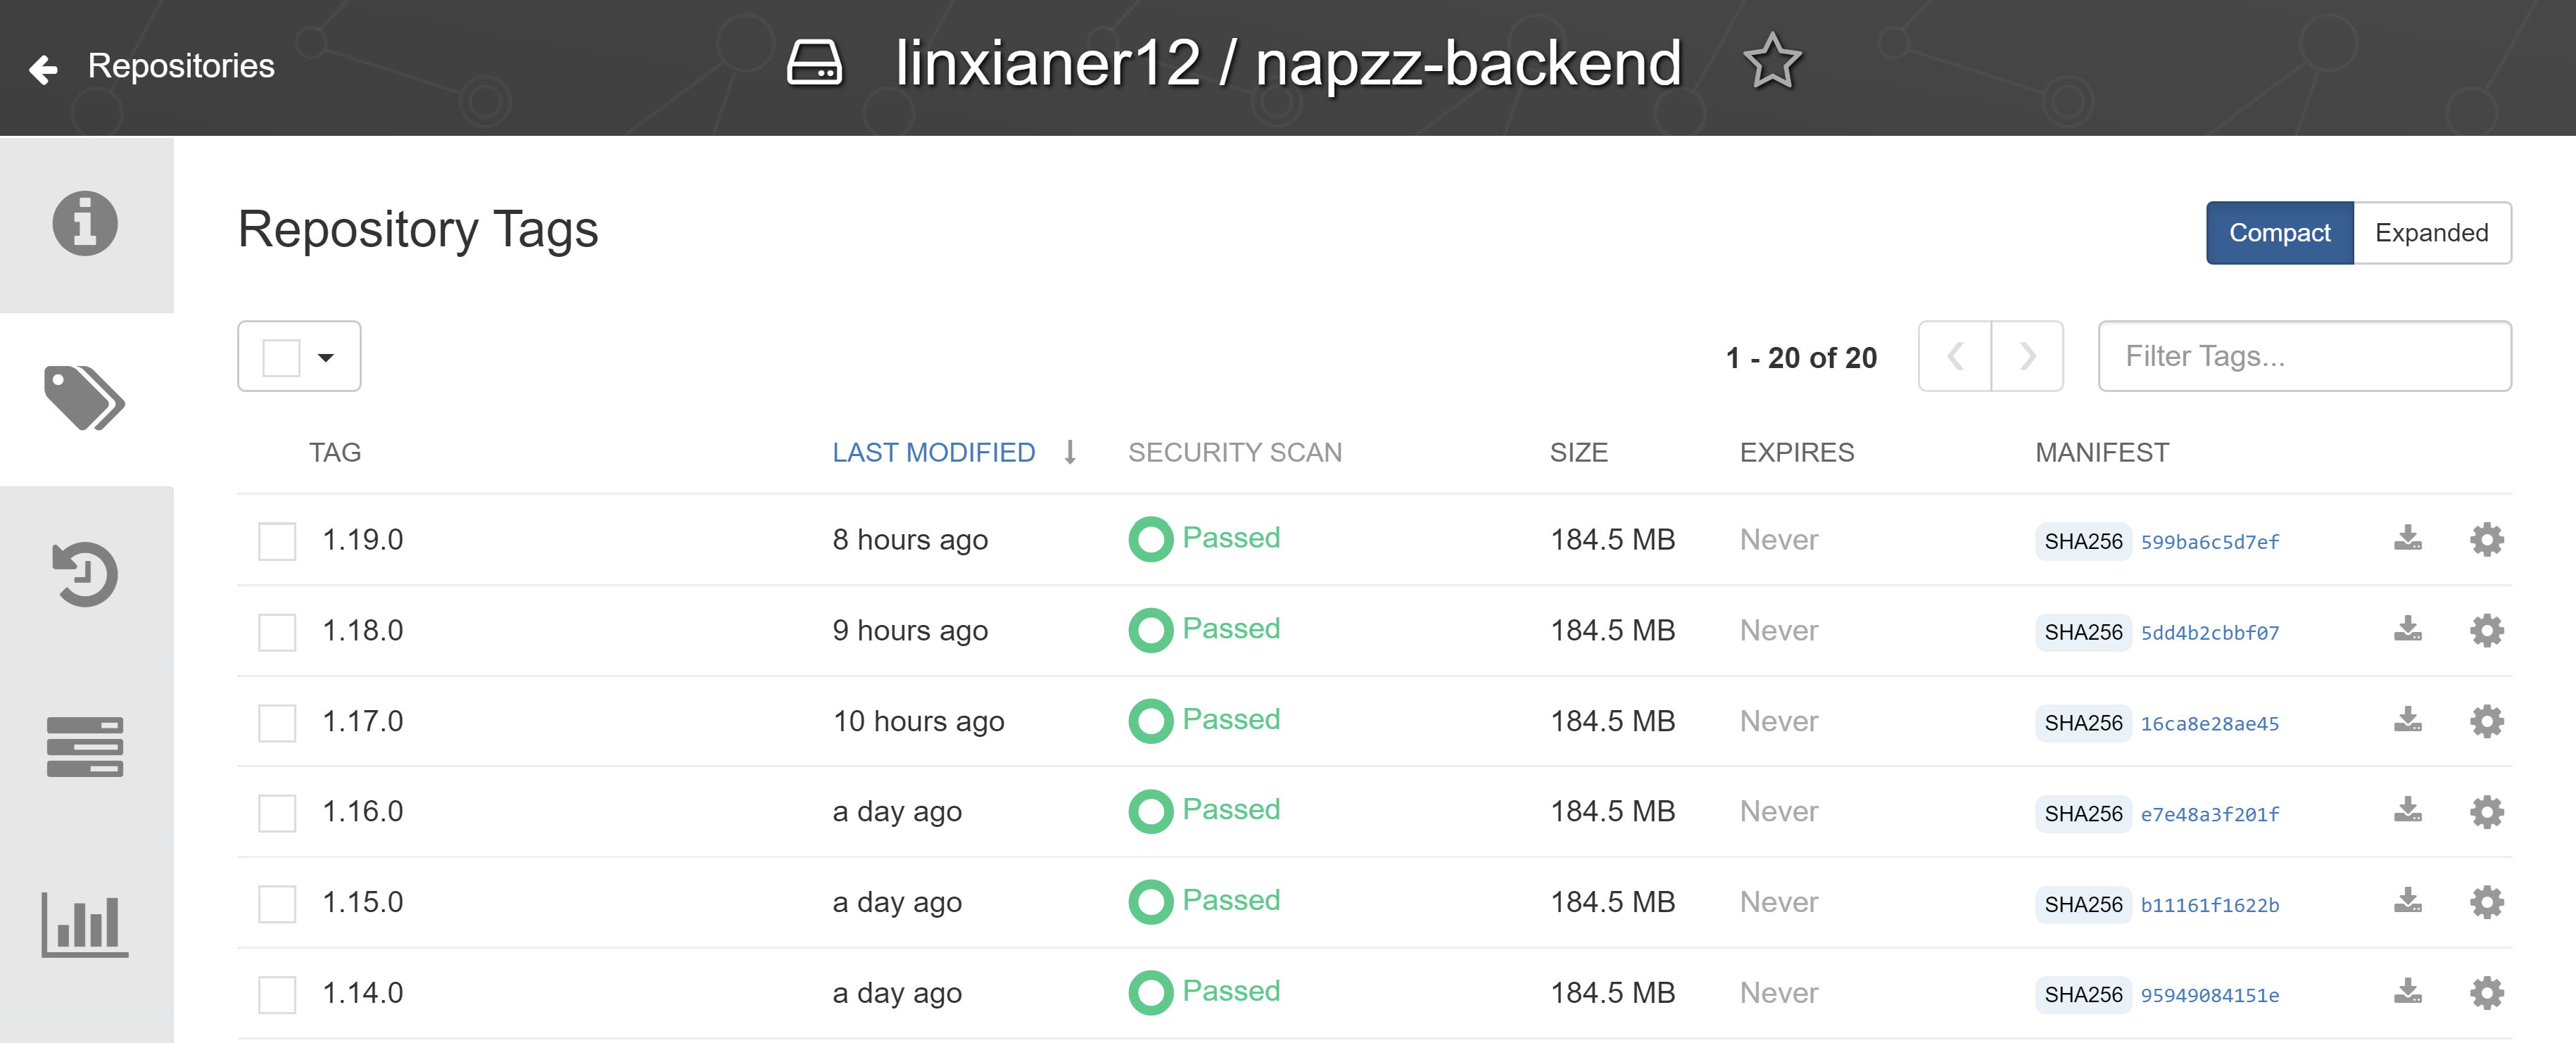 Repositories
linxianer12 / napzz-backend
Repository Tags
Compact Expanded
1 - 20 of 20 Filter Tags...
TAG LAST MODIFIED SECURITY SCAN SIZE EXPIRES MANIFEST
1.19.0 8 hours ago Passed 184.5 MB Never SHA256 599ba6c5d7ef
1.18.0 9 hours ago Passed 184.5 MB Never SHA256 5dd4b2cbbf07
1.17.0 10 hours ago Passed 184.5 MB Never SHA256 16ca8e28ae45
1.16.0 a day ago Passed 184.5 MB Never SHA256 e7e48a3f201f
1.15.0 a day ago Passed 184.5 MB Never SHA256 b11161f1622b
1.14.0 a day ago Passed 184.5 MB Never SHA256 95949084151e